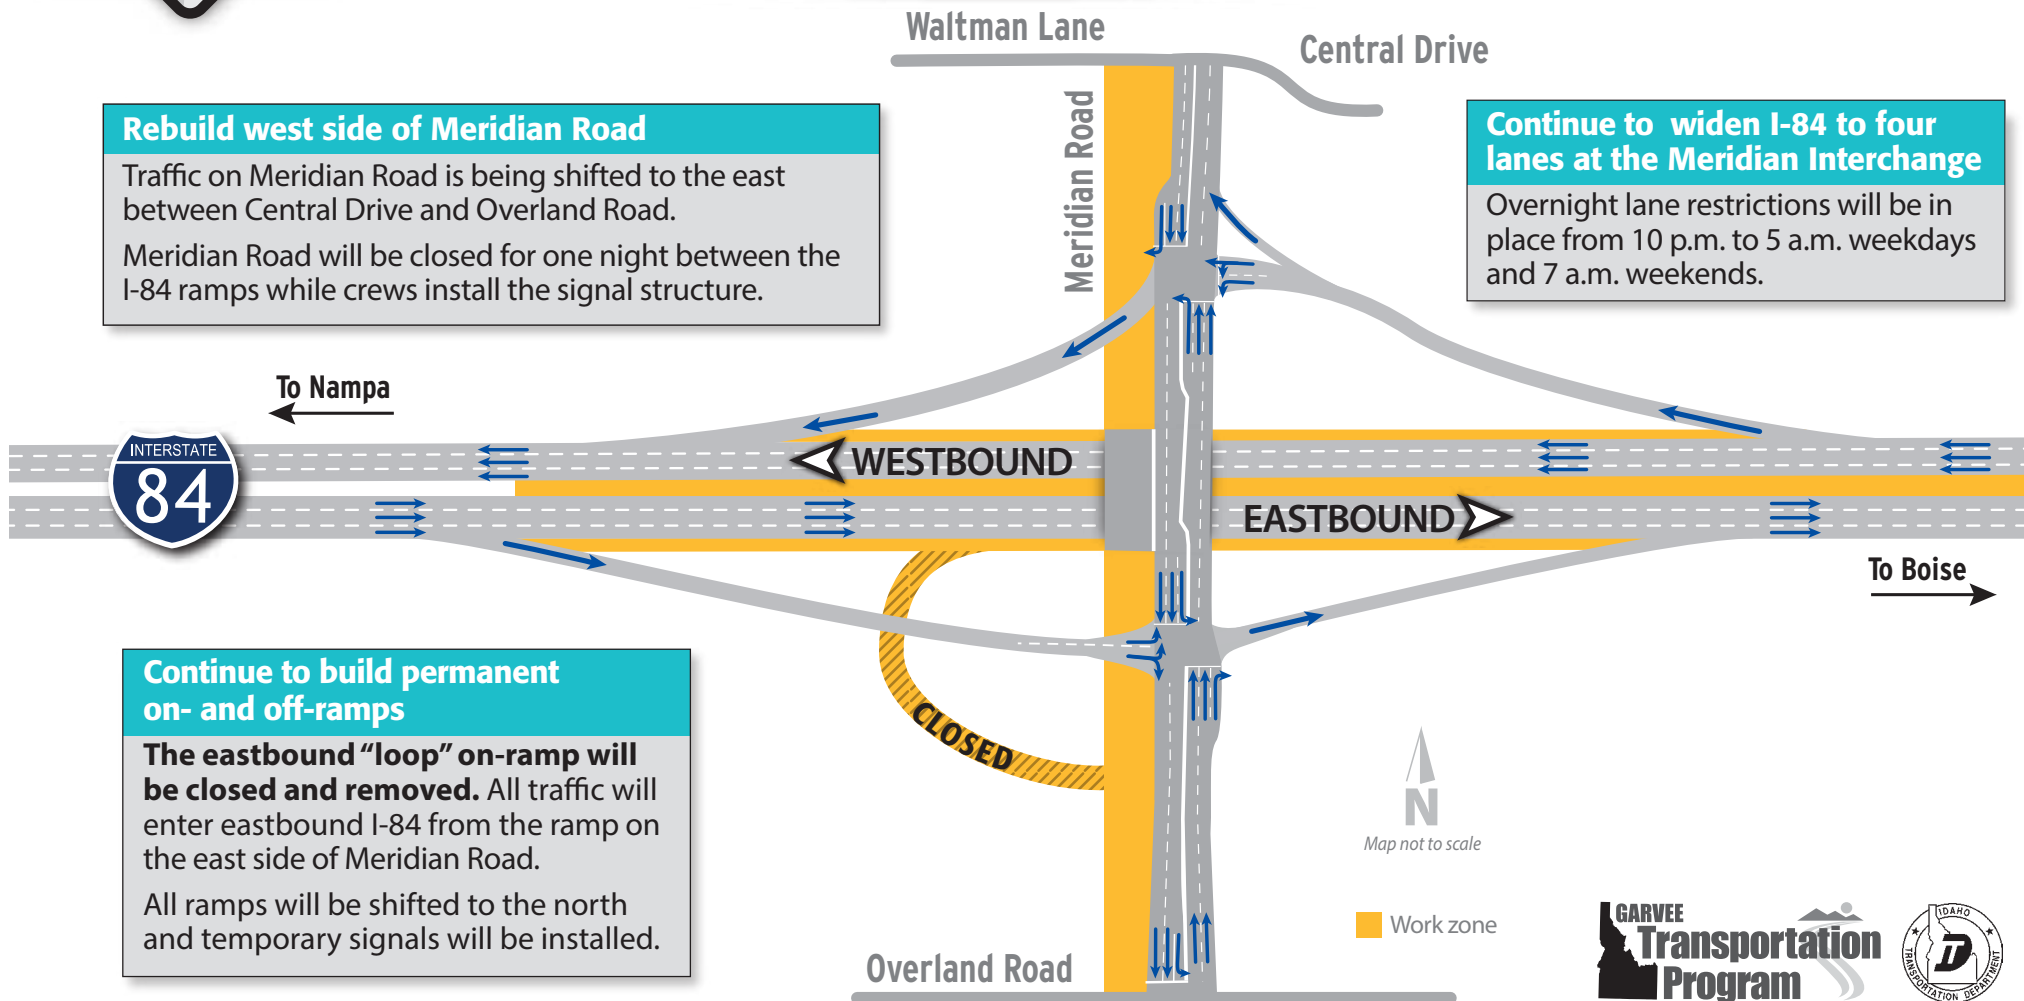 Waltman Lane
Central Drive
Meridian Road
Rebuild west side of Meridian Road
Traffic on Meridian Road is being shifted to the east
between Central Drive and Overland Road.
Meridian Road will be closed for one night between the
I-84 ramps while crews install the signal structure.
Continue to widen I-84 to four
lanes at the Meridian Interchange
Overnight lane restrictions will be in
place from 10 p.m. to 5 a.m. weekdays
and 7 a.m. weekends.
To Nampa
INTERSTATE
84
WESTBOUND
EASTBOUND
To Boise
Continue to build permanent
on- and off-ramps
The eastbound “loop” on-ramp will
be closed and removed. All traffic will
enter eastbound I-84 from the ramp on
the east side of Meridian Road.
All ramps will be shifted to the north
and temporary signals will be installed.
CLOSED
N
Map not to scale
Work zone
Overland Road
GARVEE
Transportation
Program
IDAHO
TRANSPORTATION DEPARTMENT